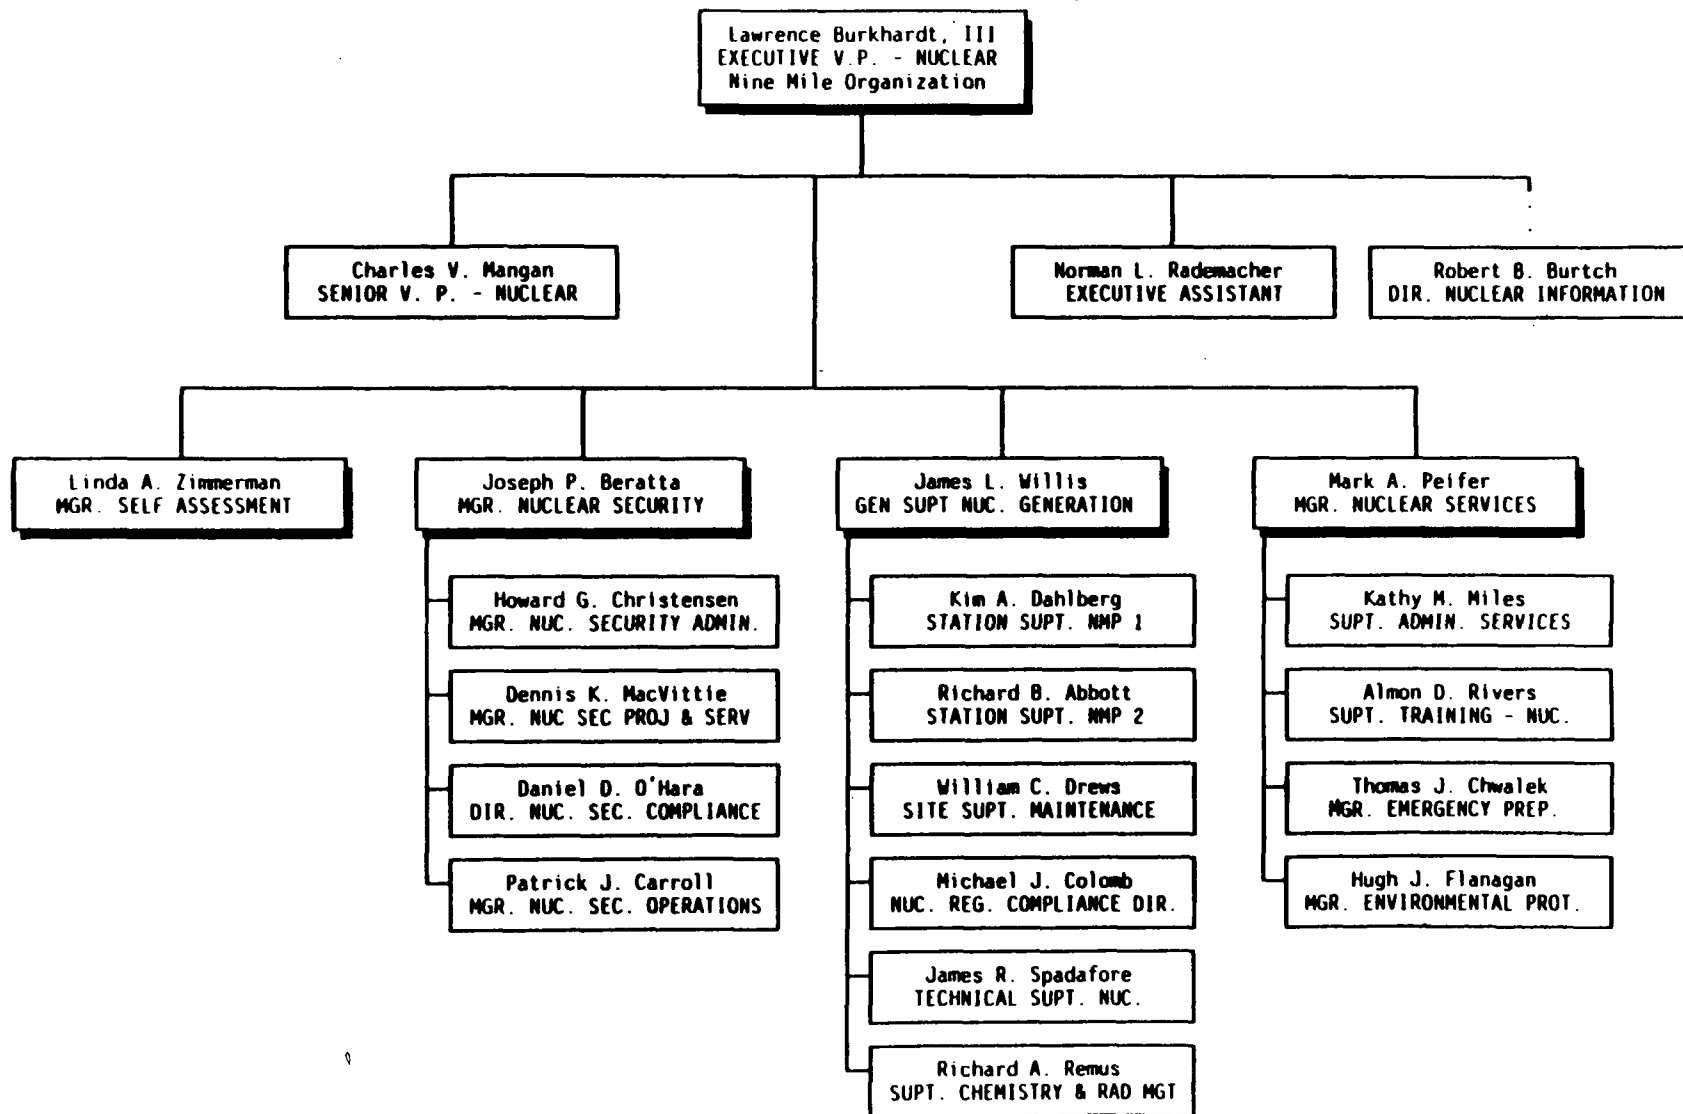 Lawrence Burkhardt, III
EXECUTIVE V.P. - NUCLEAR
Nine Mile Organization
Charles V. Mangan
SENIOR V. P. - NUCLEAR
Norman L. Rademacher
EXECUTIVE ASSISTANT
Robert B. Burtch
DIR. NUCLEAR INFORMATION
Linda A. Zimmerman
MGR. SELF ASSESSMENT
Joseph P. Beratta
MGR. NUCLEAR SECURITY
James L. Willis
GEN SUPT NUC. GENERATION
Mark A. Peifer
MGR. NUCLEAR SERVICES
Howard G. Christensen
MGR. NUC. SECURITY ADMIN.
Dennis K. MacVittie
MGR. NUC SEC PROJ & SERV
Daniel D. O'Hara
DIR. NUC. SEC. COMPLIANCE
Patrick J. Carroll
MGR. NUC. SEC. OPERATIONS
Kim A. Dahlberg
STATION SUPT. NMP 1
Richard B. Abbott
STATION SUPT. NMP 2
William C. Drews
SITE SUPT. MAINTENANCE
Michael J. Colomb
NUC. REG. COMPLIANCE DIR.
James R. Spadafore
TECHNICAL SUPT. NUC.
Richard A. Remus
SUPT. CHEMISTRY & RAD MGT
Kathy M. Miles
SUPT. ADMIN. SERVICES
Almon D. Rivers
SUPT. TRAINING - NUC.
Thomas J. Chwalek
MGR. EMERGENCY PREP.
Hugh J. Flanagan
MGR. ENVIRONMENTAL PROT.